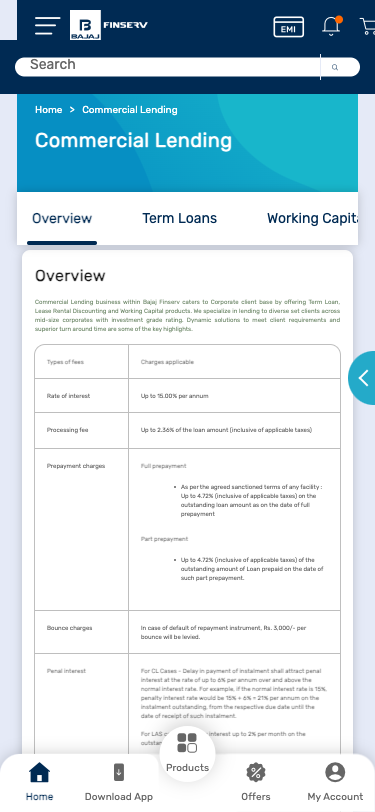 BAJAJ
FINSERV
EMI
Search
Home > Commercial Lending
Commercial Lending
Overview Term Loans Working Capita
Overview
Commercial Lending business within Bajaj Finserv caters to Corporate client base by offering Term Loan,
Lease Rental Discounting and Working Capital products. We specialize in lending to diverse set clients across
mid-size corporates with investment grade rating. Dynamic solutions to meet client requirements and
superior turn around time are some of the key highlights.
Types of fees Charges applicable
Rate of interest Up to 15.00% per annum
Processing fee Up to 2.36% of the loan amount (inclusive of applicable taxes)
Prepayment charges Full prepayment
• As per the agreed sanctioned terms of any facility :
Up to 4.72% (inclusive of applicable taxes) on the
outstanding loan amount as on the date of full
prepayment
Part prepayment
• Up to 4.72% (inclusive of applicable taxes) of the
outstanding amount of Loan prepaid on the date of
such part prepayment.
Bounce charges In case of default of repayment instrument, Rs. 3,000/- per
bounce will be levied.
Penal interest For CL Cases - Delay in payment of instalment shall attract penal
interest at the rate of up to 6% per annum over and above the
normal interest rate. For example, if the normal interest rate is 15%,
penalty interest rate would be 15% + 6% = 21% per annum on the
instalment outstanding, from the respective due date until the
date of receipt of such instalment.
For LAS interest up to 2% per month on the
Home Download App Products Offers My Account